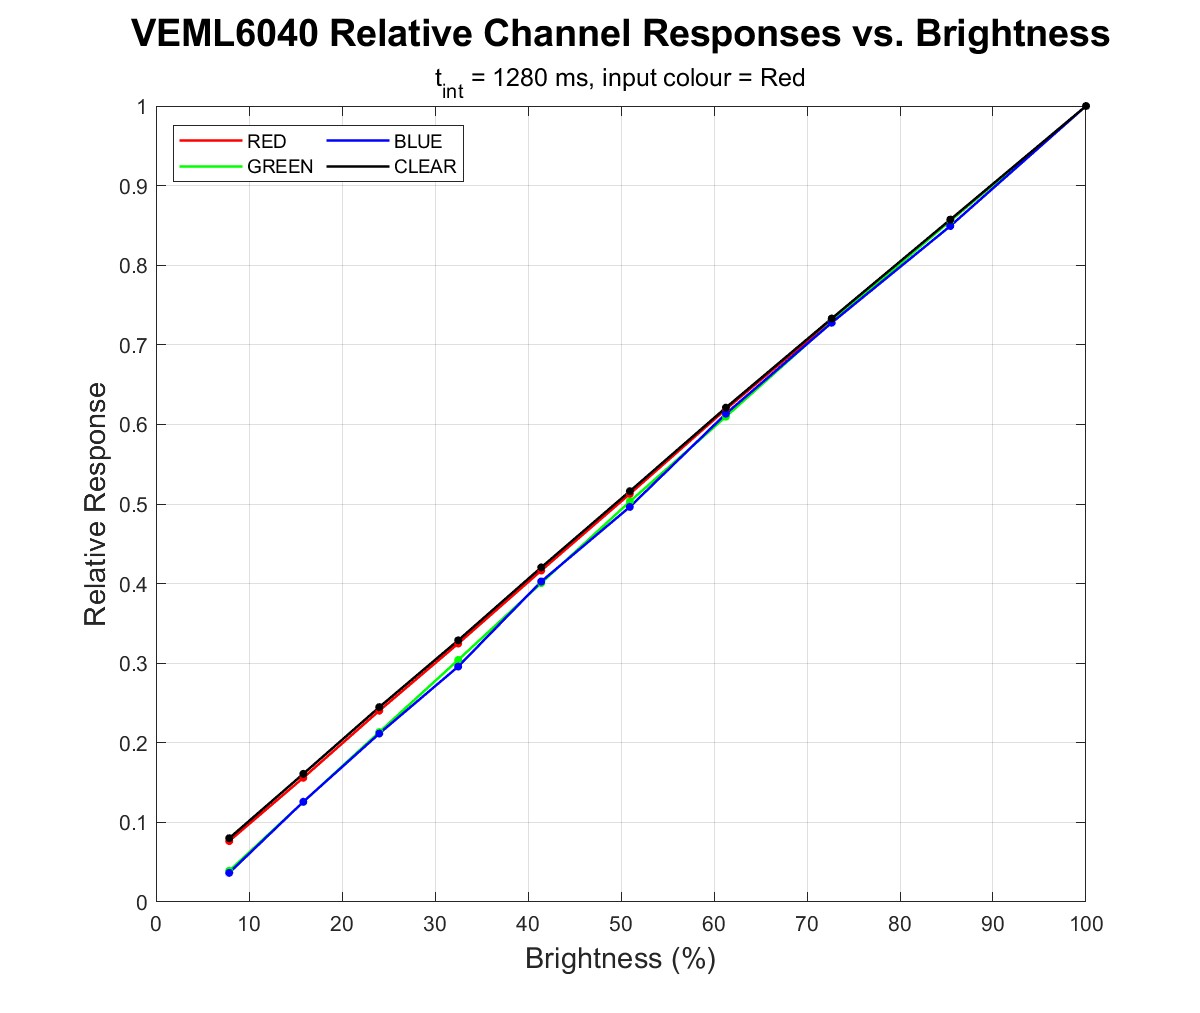 VEML6040 Relative Channel Responses vs. Brightness
t_int = 1280 ms, input colour = Red
RED BLUE
GREEN CLEAR
1
0.9
0.8
0.7
0.6
0.5
0.4
0.3
0.2
0.1
0
Relative Response
0 10 20 30 40 50 60 70 80 90 100
Brightness (%)